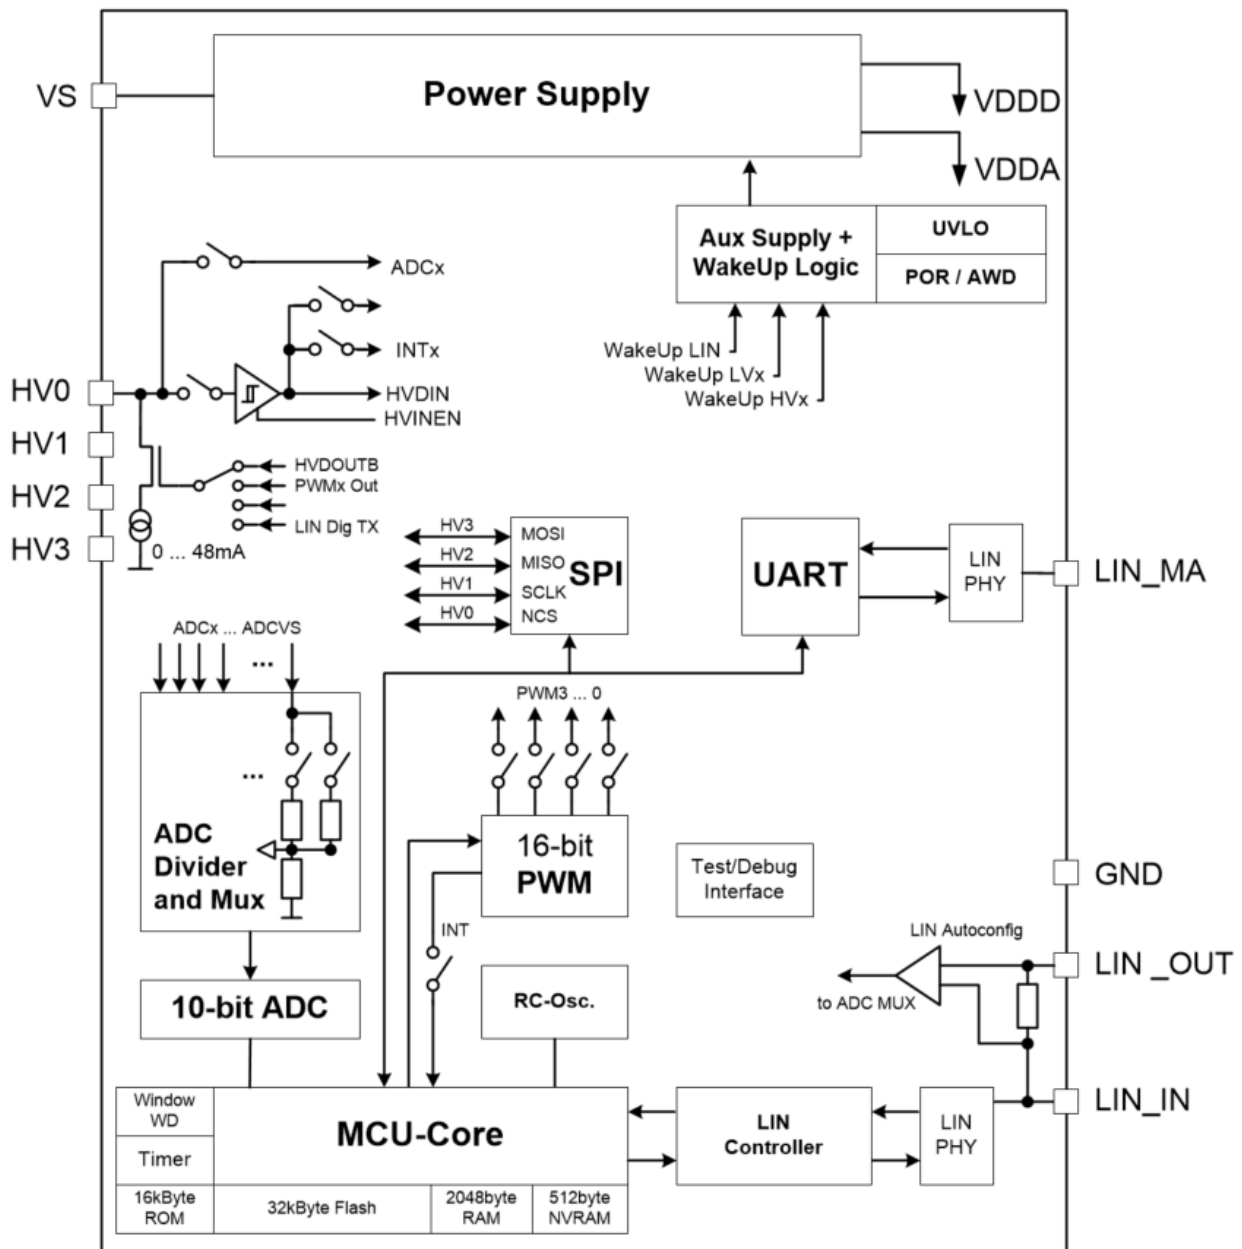 Power Supply
VS
VDDD
VDDA
Aux Supply +
WakeUp Logic
UVLO
POR / AWD
WakeUp LIN
WakeUp LVx
WakeUp HVx
ADCx
INTx
HVDIN
HVINEN
HV0
HV1
HV2
HV3
HVDOUTB
PWMx Out
LIN Dig TX
0 ... 48mA
HV3
HV2
HV1
HV0
MOSI
MISO
SCLK
NCS
SPI
UART
LIN
PHY
LIN_MA
ADCx ... ADCVS
...
...
ADC
Divider
and Mux
PWM3 ... 0
16-bit
PWM
INT
Test/Debug
Interface
GND
LIN Autoconfig
LIN _OUT
to ADC MUX
10-bit ADC
RC-Osc.
Window
WD
Timer
MCU-Core
16kByte
ROM
32kByte Flash
2048byte
RAM
512byte
NVRAM
LIN
Controller
LIN
PHY
LIN_IN